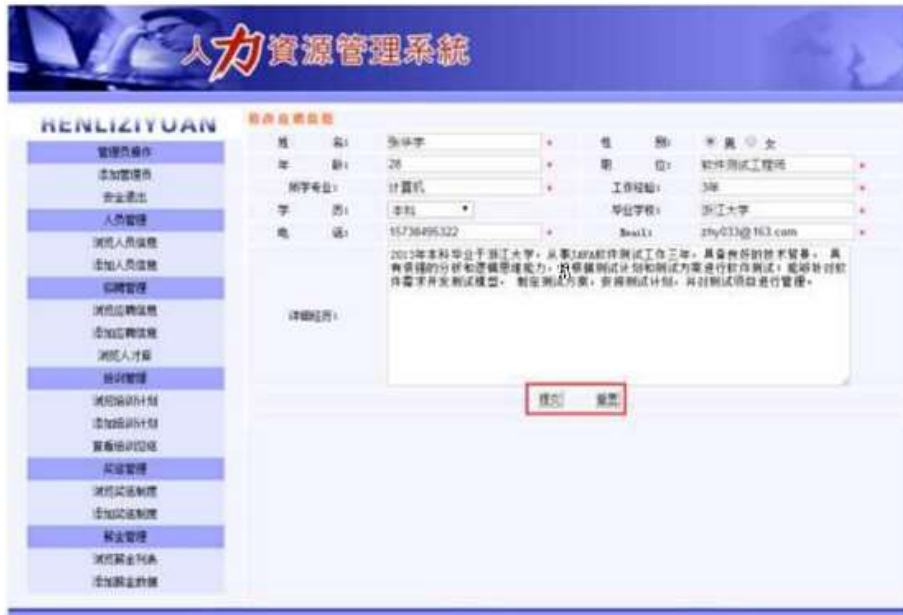 人力資源管理系統
RENLIZIYUAN
管理员操作
添加管理员
安全退出
人员管理
浏览人员信息
添加人员信息
招聘管理
浏览应聘信息
添加应聘信息
浏览人才库
培训管理
浏览培训计划
添加培训计划
查看培训总结
奖惩管理
浏览奖惩制度
添加奖惩制度
薪金管理
浏览薪金列表
添加薪金数据
修改应聘信息
姓 名: 张华宇 * 性 别: 男 女
年 龄: 28 * 职 位: 软件测试工程师 *
所学专业: 计算机 * 工作经验: 3年 *
学 历: 本科 毕业学校: 浙江大学 *
电 话: 15738495322 * Email: zhy033@163.com *
详细经历:
2013年本科毕业于浙江大学,从事JAVA软件测试工作三年,具备良好的技术背景, 具
有很强的分析和逻辑思维能力,根据测试计划和测试方案进行软件测试;能够针对软
件需求开发测试模型, 制定测试方案,安排测试计划,并对测试项目进行管理。
提交 重置